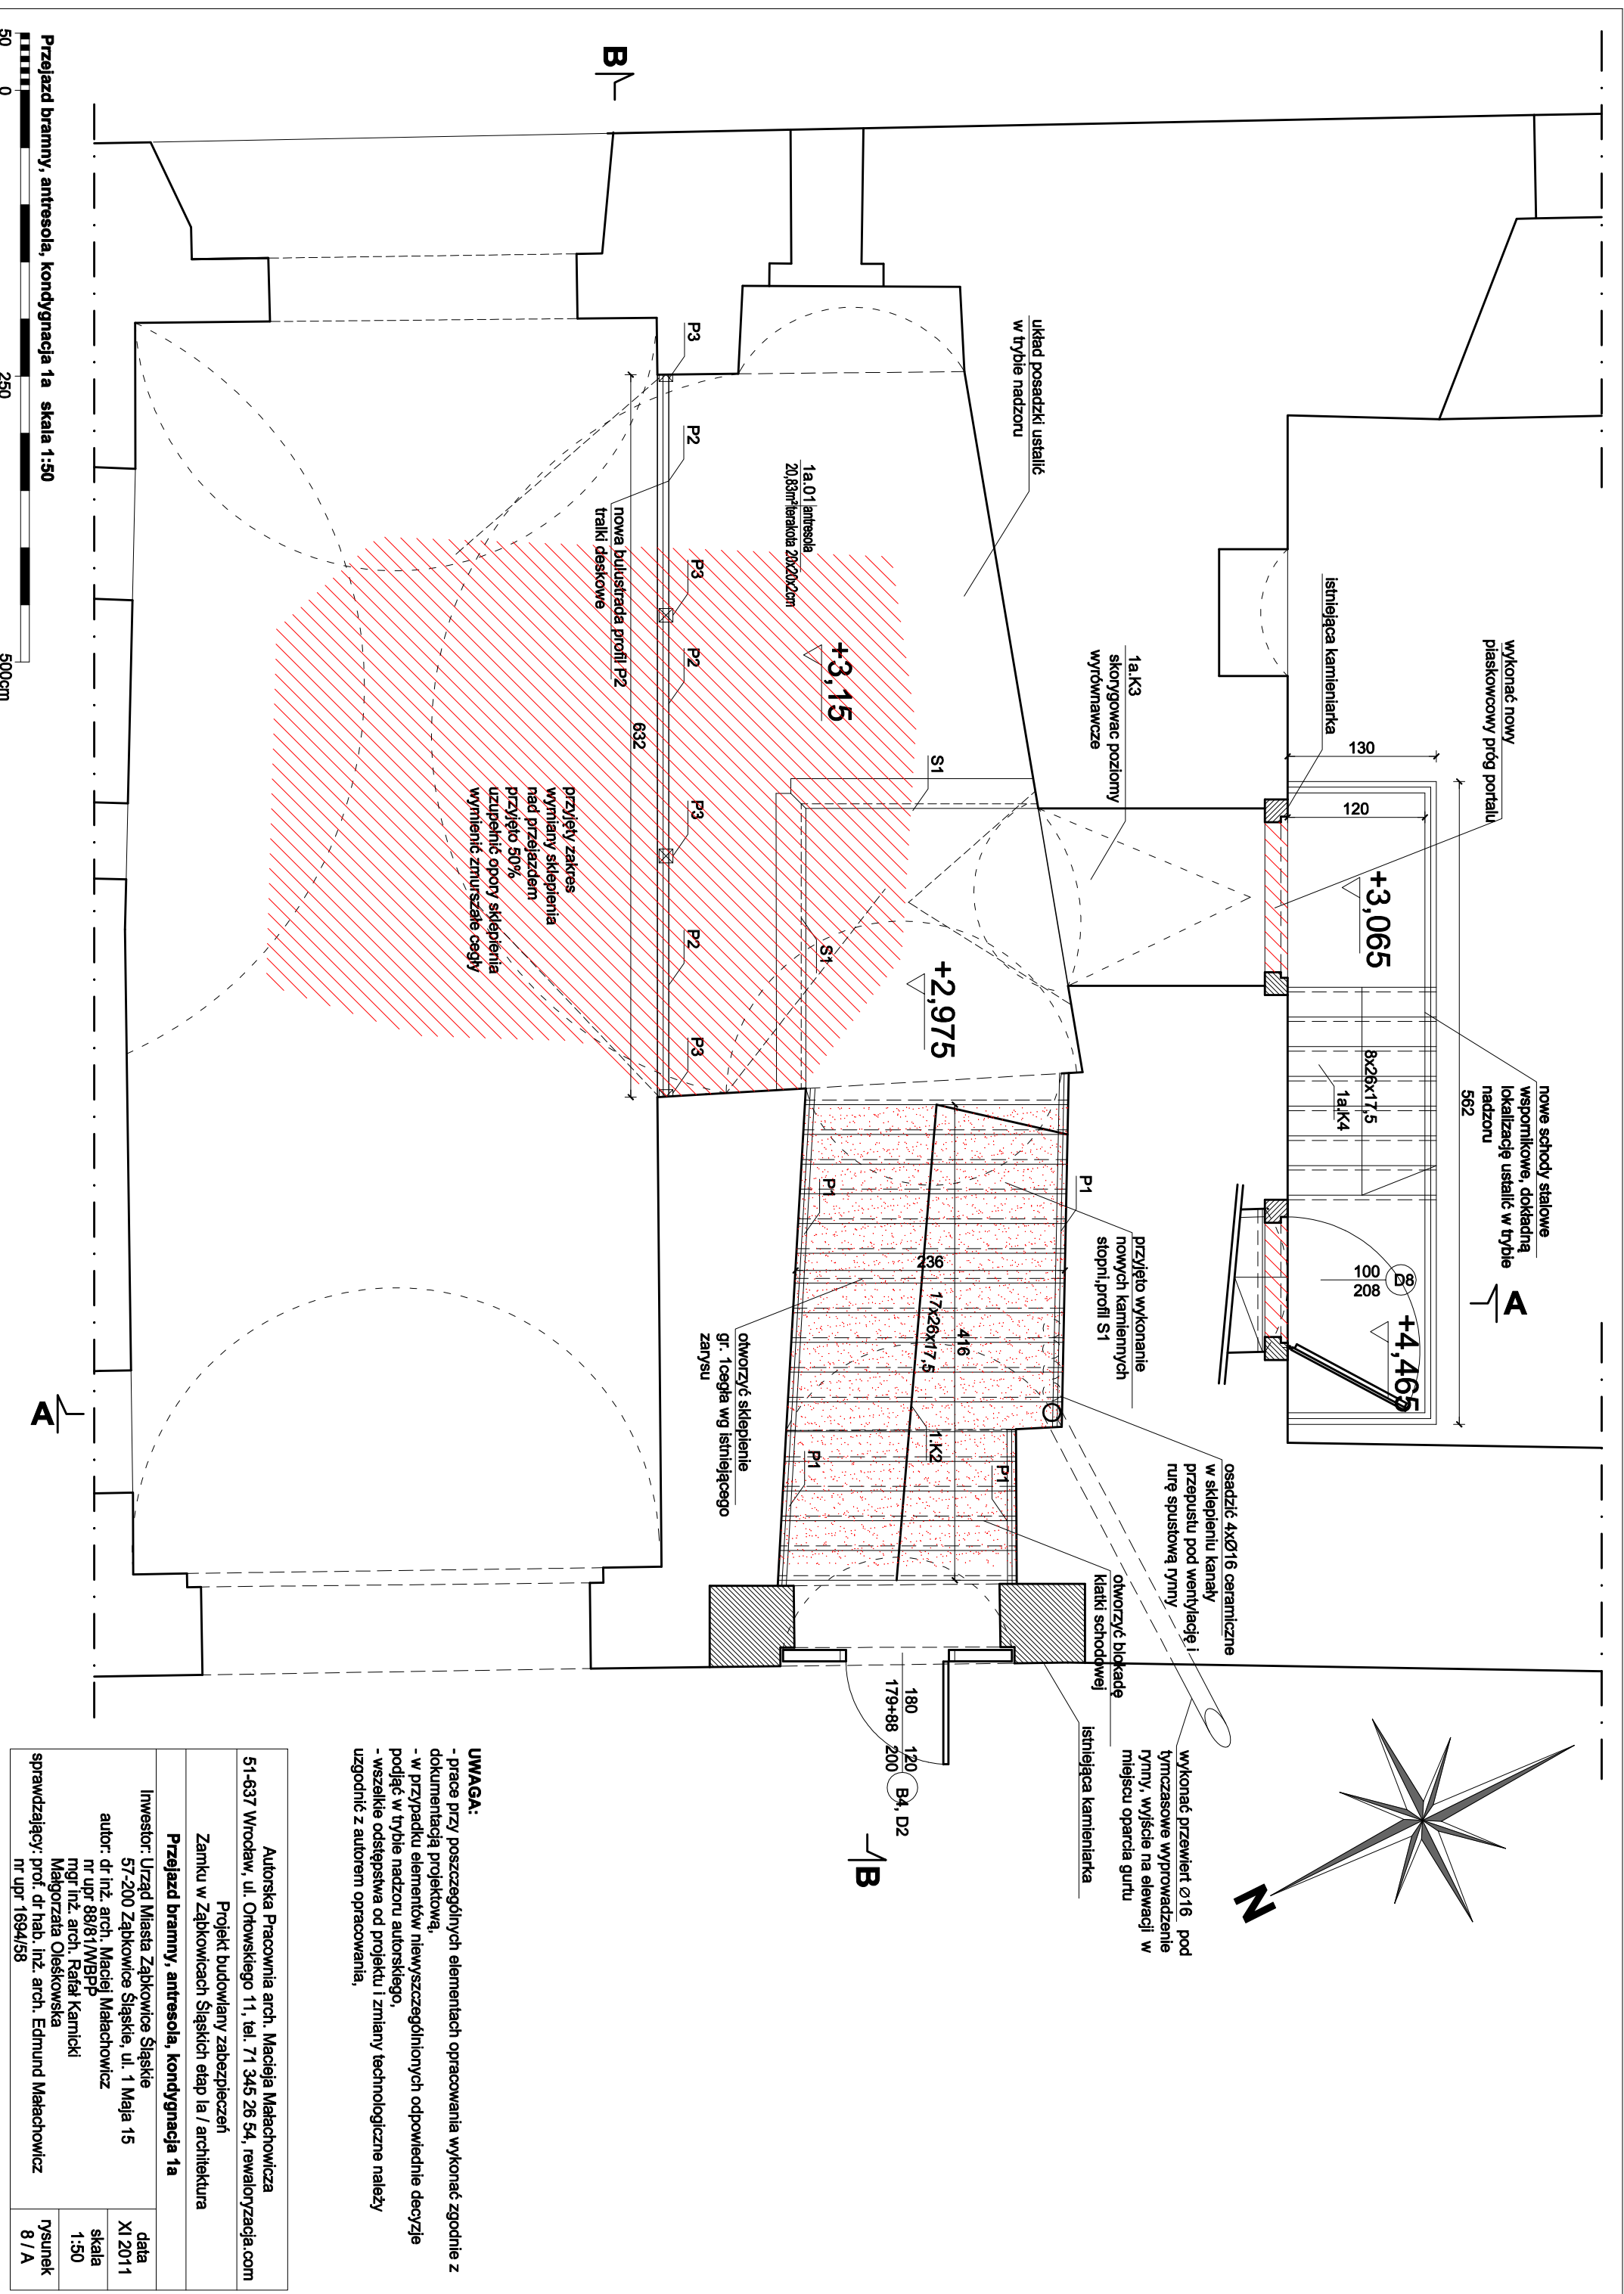 wykonać nowy
piaskowcowy próg portalu
istniejąca kamieniarka
nowe schody stalowe
wspornikowe, dokładną
lokalizację ustalić w trybie
nadzoru
562
130
120
+3,065
8x26x17,5
1a.K4
A
D8
100
208
+4,465
układ posadzki ustalić
w trybie nadzoru
1a.K3
skorygowac poziomy
wyrównawcze
S1
S1
+2,975
P1
przyjęto wykonanie
nowych kamiennych
stopni,profil S1
P1
236
416
17x26x17,5
1.K2
P1
P1
otworzyć sklepienie
gr. 1cegła wg istniejącego
zarysu
osadzić 4xØ16 ceramiczne
w sklepieniu kanały
przepustu pod wentylację i
rurę spustową rynny
otworzyć blokadę
klatki schodowej
wykonać przewiert ∅16 pod
tymczasowe wyprowadzenie
rynny, wyjście na elewacji w
miejscu oparcia gurtu
istniejąca kamieniarka
180 120
179+88 200
B4, D2
B
N
B
1a.01 antresola
20,83m² terakota 20x20x2cm
+3,15
P3
P2
P3
P2
P3
P2
P3
nowa bulustrada profil P2
tralki deskowe
632
przyjęty zakres
wymiany sklepienia
nad przejazdem
przyjęto 50%
uzupełnić opory sklepienia
wymienić zmurszałe cegły
A
Przejazd bramny, antresola, kondygnacja 1a skala 1:50
50 0 250 500cm
UWAGA:
- prace przy poszczególnych elementach opracowania wykonać zgodnie z
dokumentacją projektową,
- w przypadku elementów niewyszczególnionych odpowiednie decyzje
podjąć w trybie nadzoru autorskiego,
- wszelkie odstępstwa od projektu i zmiany technologiczne należy
uzgodnić z autorem opracowania,
Autorska Pracownia arch. Macieja Małachowicza
51-637 Wrocław, ul. Orłowskiego 11, tel. 71 345 26 54, rewaloryzacja.com
Projekt budowlany zabezpieczeń
Zamku w Ząbkowicach Śląskich etap Ia / architektura
Przejazd bramny, antresola, kondygnacja 1a
Inwestor: Urząd Miasta Ząbkowice Śląskie
57-200 Ząbkowice Śląskie, ul. 1 Maja 15
autor: dr inż. arch. Maciej Małachowicz
nr upr 88/81/WBPP
mgr inż. arch. Rafał Karnicki
Małgorzata Oleśkowska
sprawdzający: prof. dr hab. inż. arch. Edmund Małachowicz
nr upr 1694/58
data
XI 2011
skala
1:50
rysunek
8 / A